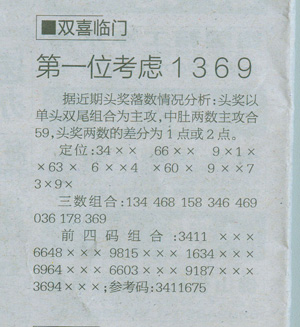 ■双喜临门
第一位考虑1369
据近期头奖落数情况分析:头奖以
单头双尾组合为主攻,中肚两数主攻合
59,头奖两数的差分为1点或2点。
定位:34×× 66×× 9×1×
×63× 6××4 ×60× 9××7
3×9×
三数组合:134 468 158 346 469
036 178 369
前四码组合:3411 ×××
6648××× 9815××× 1634×××
6964××× 6603××× 9187×××
3694×××;参考码:3411675